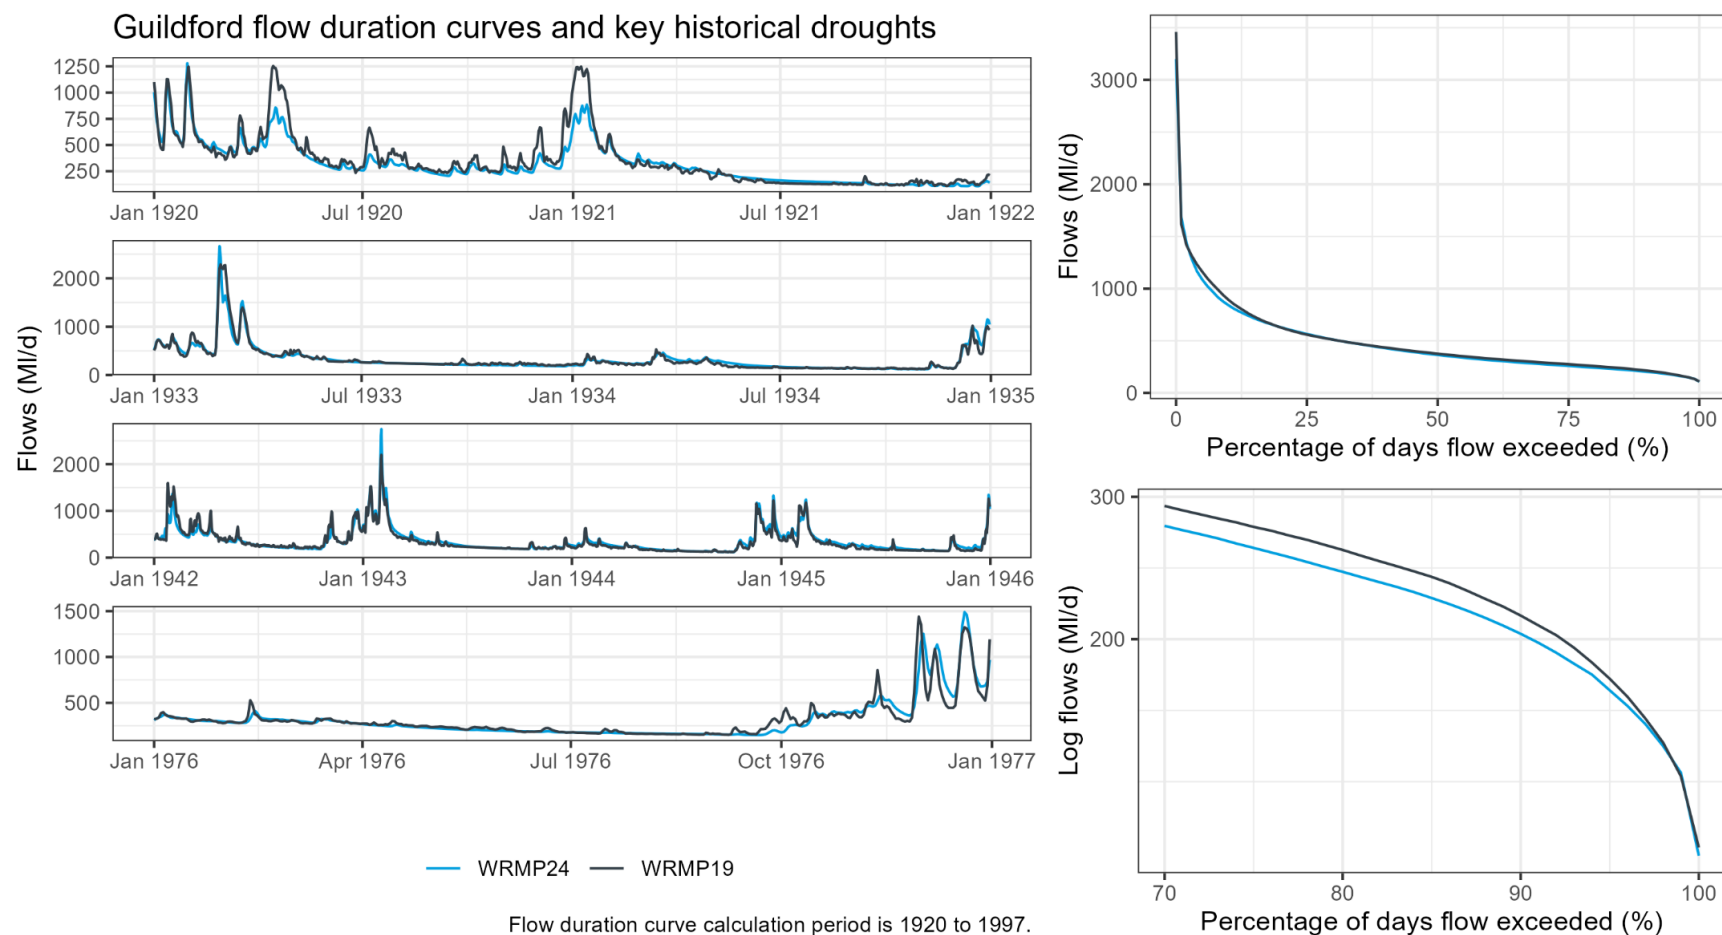 Guildford flow duration curves and key historical droughts
Flows (Ml/d)
1250
1000
750
500
250
Jan 1920 Jul 1920 Jan 1921 Jul 1921 Jan 1922
2000
1000
0
Jan 1933 Jul 1933 Jan 1934 Jul 1934 Jan 1935
2000
1000
0
Jan 1942 Jan 1943 Jan 1944 Jan 1945 Jan 1946
1500
1000
500
Jan 1976 Apr 1976 Jul 1976 Oct 1976 Jan 1977
WRMP24 WRMP19
Flow duration curve calculation period is 1920 to 1997.
Flows (Ml/d)
3000
2000
1000
0
0 25 50 75 100
Percentage of days flow exceeded (%)
Log flows (Ml/d)
300
200
70 80 90 100
Percentage of days flow exceeded (%)